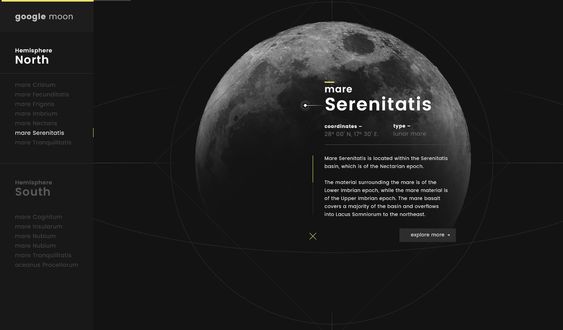 google moon
Hemisphere
North
mare Crisium
mare Fecunditatis
mare Frigoris
mare Imbrium
mare Nectaris
mare Serenitatis
mare Tranquilitatis
Hemisphere
South
mare Cognitum
mare Insularum
mare Nubium
mare Nubium
mare Tranquilitatis
oceanus Procellarum
mare
Serenitatis
coordinates –
28° 00' N, 17° 30' E.
type –
lunar mare
Mare Serenitatis is located within the Serenitatis
basin, which is of the Nectarian epoch.
The material surrounding the mare is of the
Lower Imbrian epoch, while the mare material is
of the Upper Imbrian epoch. The mare basalt
covers a majority of the basin and overflows
into Lacus Somniorum to the northeast.
explore more →